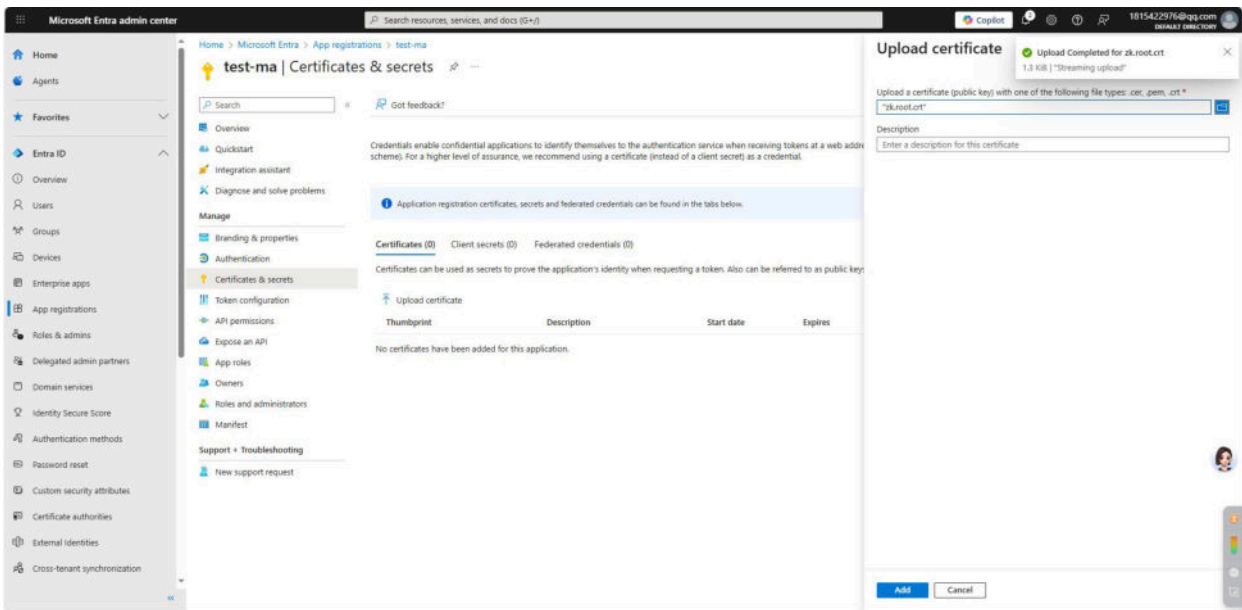 Microsoft Entra admin center
Search resources, services, and docs (G+/)
Copilot
1815422976@qq.com
DEFAULT DIRECTORY
Home
Agents
Favorites
Entra ID
Overview
Users
Groups
Devices
Enterprise apps
App registrations
Roles & admins
Delegated admin partners
Domain services
Identity Secure Score
Authentication methods
Password reset
Custom security attributes
Certificate authorities
External Identities
Cross-tenant synchronization
Home > Microsoft Entra > App registrations > test-ma
test-ma | Certificates & secrets
Search
Overview
Quickstart
Integration assistant
Diagnose and solve problems
Manage
Branding & properties
Authentication
Certificates & secrets
Token configuration
API permissions
Expose an API
App roles
Owners
Roles and administrators
Manifest
Support + Troubleshooting
New support request
Got feedback?
Credentials enable confidential applications to identify themselves to the authentication service when receiving tokens at a web addre
scheme). For a higher level of assurance, we recommend using a certificate (instead of a client secret) as a credential.
Application registration certificates, secrets and federated credentials can be found in the tabs below.
Certificates (0) Client secrets (0) Federated credentials (0)
Certificates can be used as secrets to prove the application's identity when requesting a token. Also can be referred to as public key
Upload certificate
Thumbprint Description Start date Expires
No certificates have been added for this application.
Upload certificate
Upload Completed for zk.root.crt
1.3 KiB | "Streaming upload"
Upload a certificate (public key) with one of the following file types: .cer, .pem, .crt *
"zk.root.crt"
Description
Enter a description for this certificate
Add Cancel